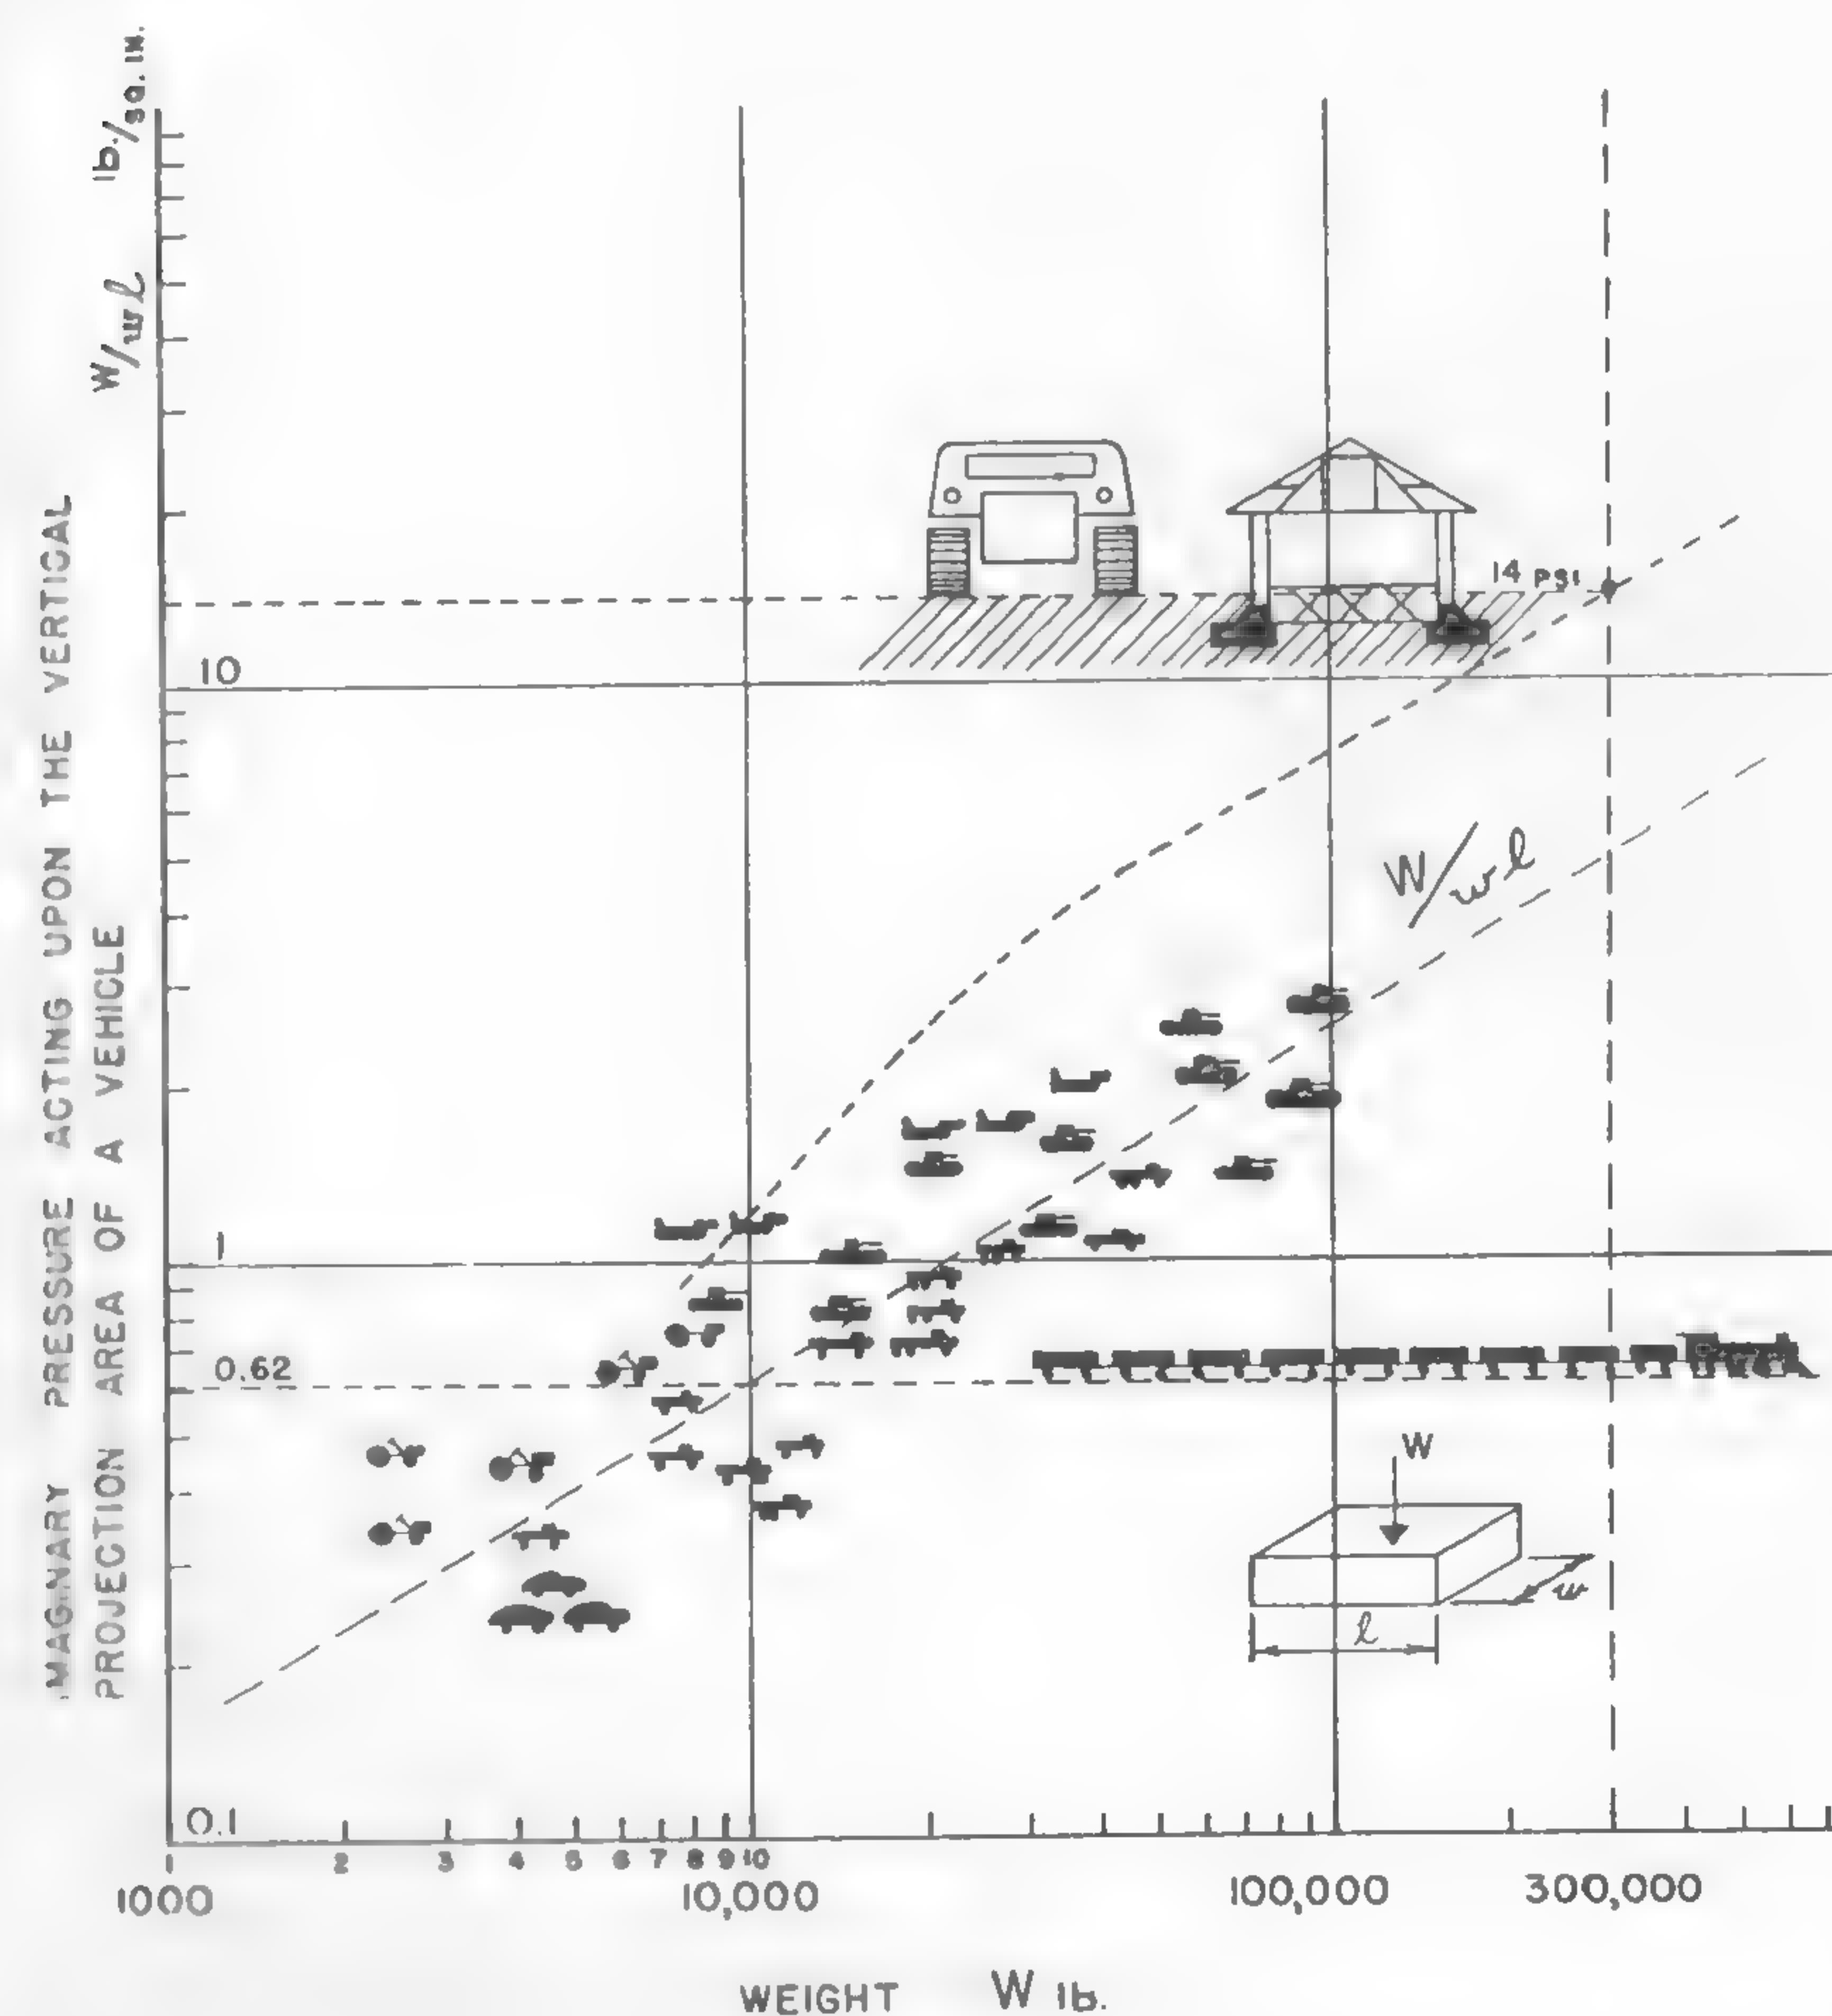 W/wl lb./sq. in.
IMAGINARY PRESSURE ACTING UPON THE VERTICAL
PROJECTION AREA OF A VEHICLE
14 PSI
10
W/wl
1
0.62
W
w
l
0.1
1 2 3 4 5 6 7 8 9 10
1000 10,000 100,000 300,000
WEIGHT W lb.